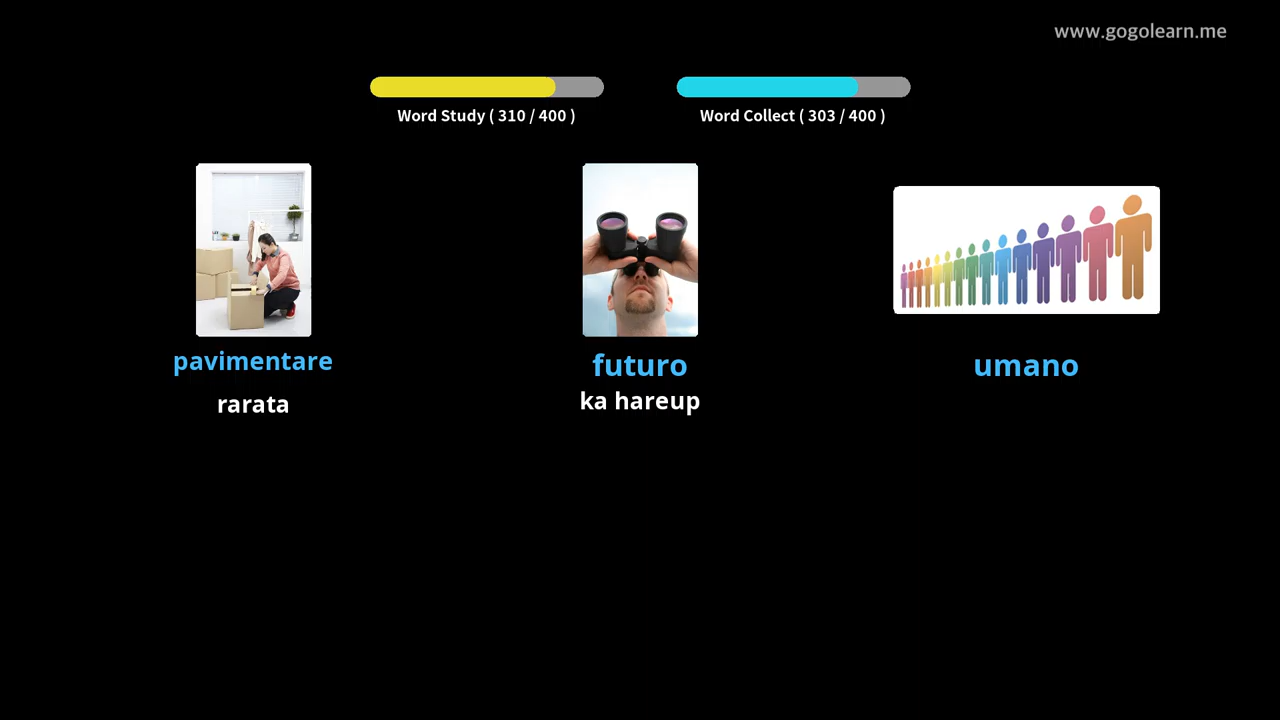 www.gogolearn.me
Word Study ( 310 / 400 )
Word Collect ( 303 / 400 )
pavimentare
rarata
futuro
ka hareup
umano